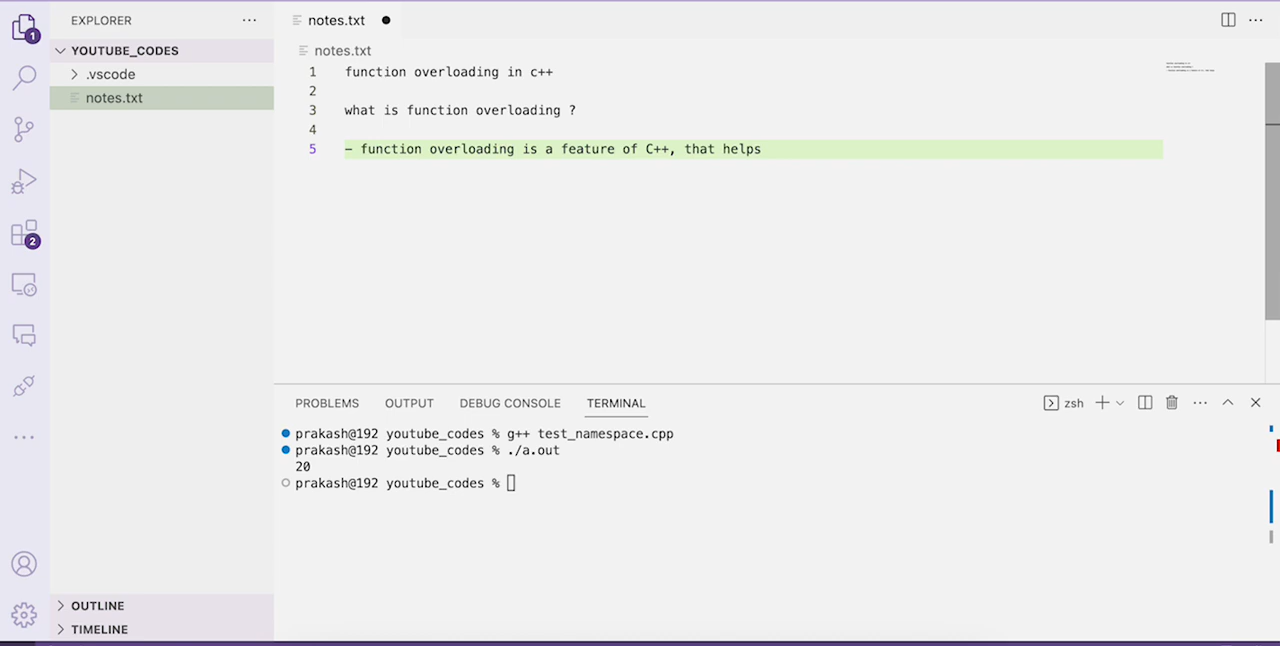 EXPLORER
YOUTUBE_CODES
.vscode
notes.txt
OUTLINE
TIMELINE
1
2
notes.txt
notes.txt
1 function overloading in c++
2
3 what is function overloading ?
4
5 - function overloading is a feature of C++, that helps
PROBLEMS OUTPUT DEBUG CONSOLE TERMINAL
zsh
prakash@192 youtube_codes % g++ test_namespace.cpp
prakash@192 youtube_codes % ./a.out
20
prakash@192 youtube_codes %